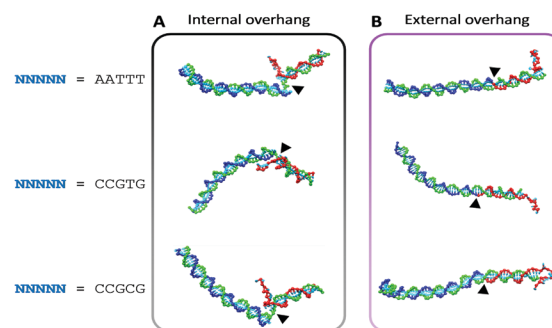 A Internal overhang B External overhang
NNNNN = AATTT
NNNNN = CCGTG
NNNNN = CCGCG